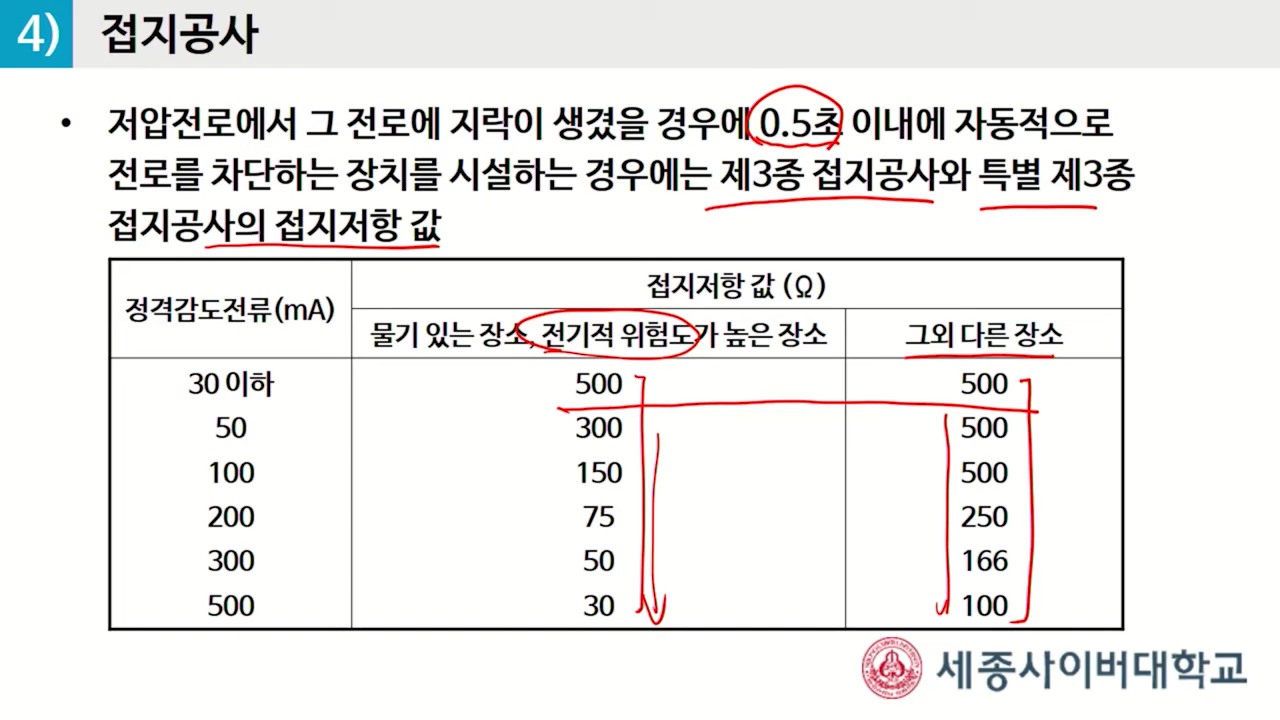 4) 접지공사
• 저압전로에서 그 전로에 지락이 생겼을 경우에 0.5초 이내에 자동적으로
전로를 차단하는 장치를 시설하는 경우에는 제3종 접지공사와 특별 제3종
접지공사의 접지저항 값
정격감도전류(mA)
접지저항 값 (Ω)
물기 있는 장소, 전기적 위험도가 높은 장소 그외 다른 장소
30 이하 500 500
50 300 500
100 150 500
200 75 250
300 50 166
500 30 100
세종사이버대학교